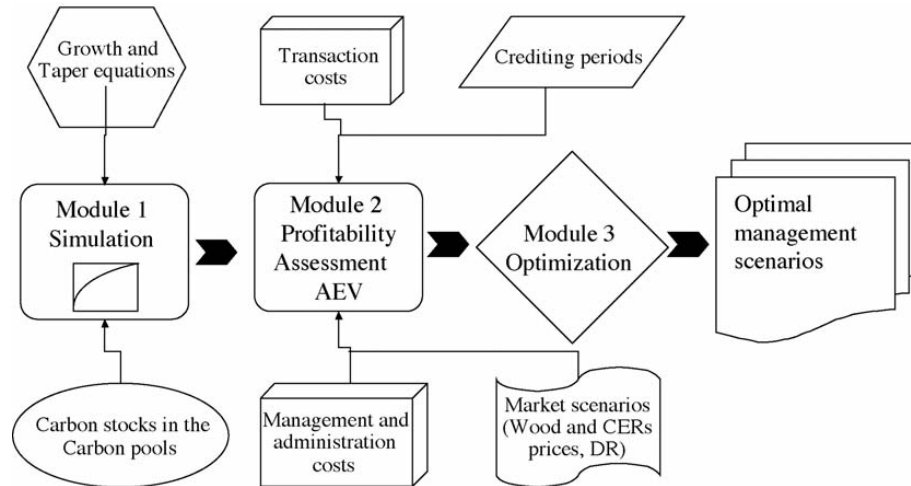 Growth and
Taper equations
Transaction
costs
Crediting periods
Module 1
Simulation
Module 2
Profitability
Assessment
AEV
Module 3
Optimization
Optimal
management
scenarios
Carbon stocks in the
Carbon pools
Management and
administration
costs
Market scenarios
(Wood and CERs
prices, DR)